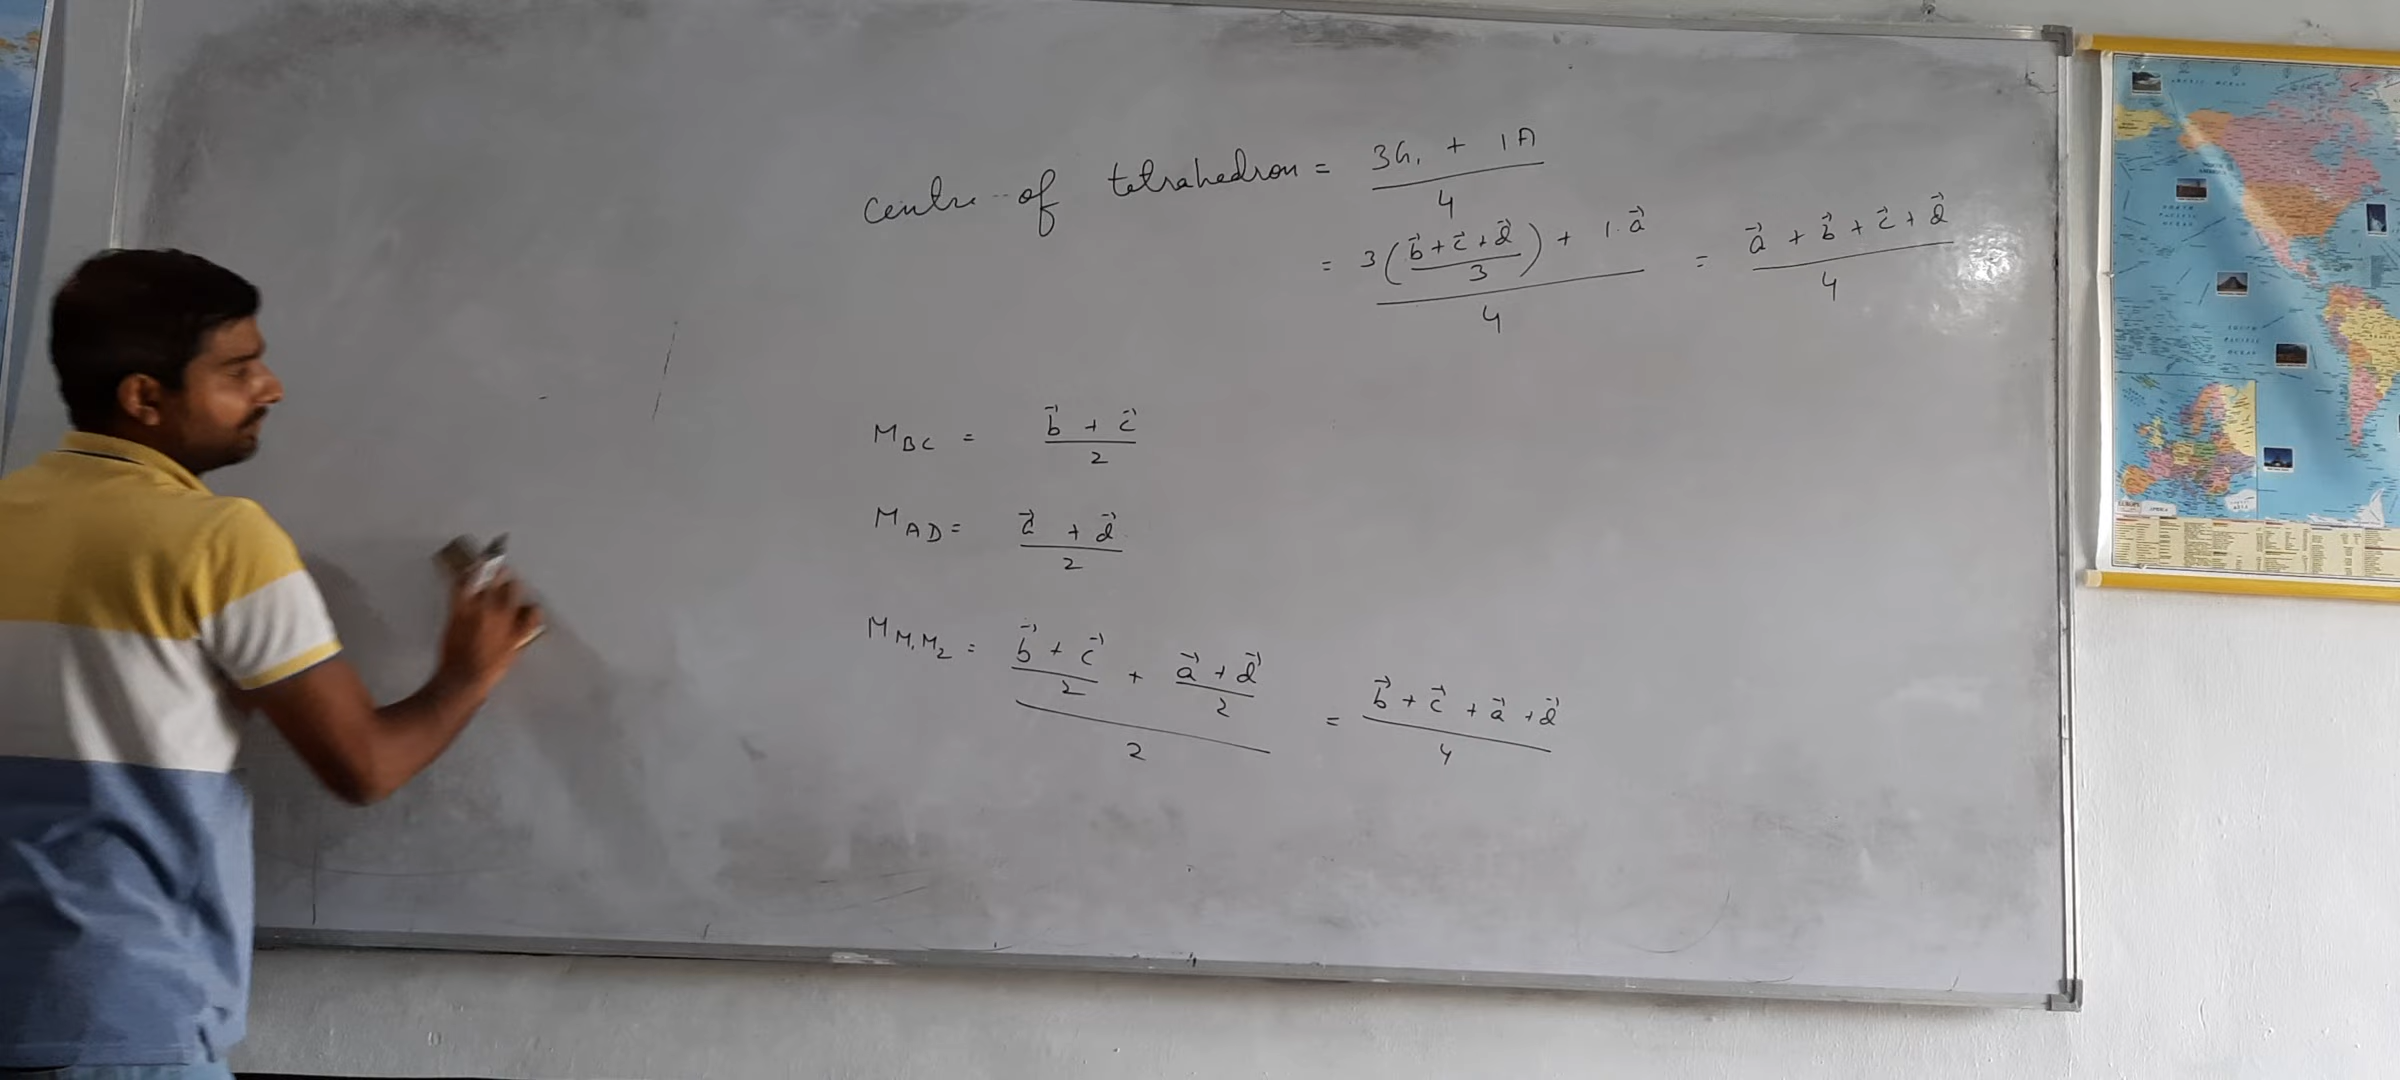 centre of tetrahedron = (3G₁ + 1A) / 4
= (3((b⃗ + c⃗ + d⃗) / 3) + 1.a⃗) / 4 = (a⃗ + b⃗ + c⃗ + d⃗) / 4
M_BC = (b⃗ + c⃗) / 2
M_AD = (a⃗ + d⃗) / 2
M_M₁M₂ = ((b⃗ + c⃗) / 2 + (a⃗ + d⃗) / 2) / 2 = (b⃗ + c⃗ + a⃗ + d⃗) / 4